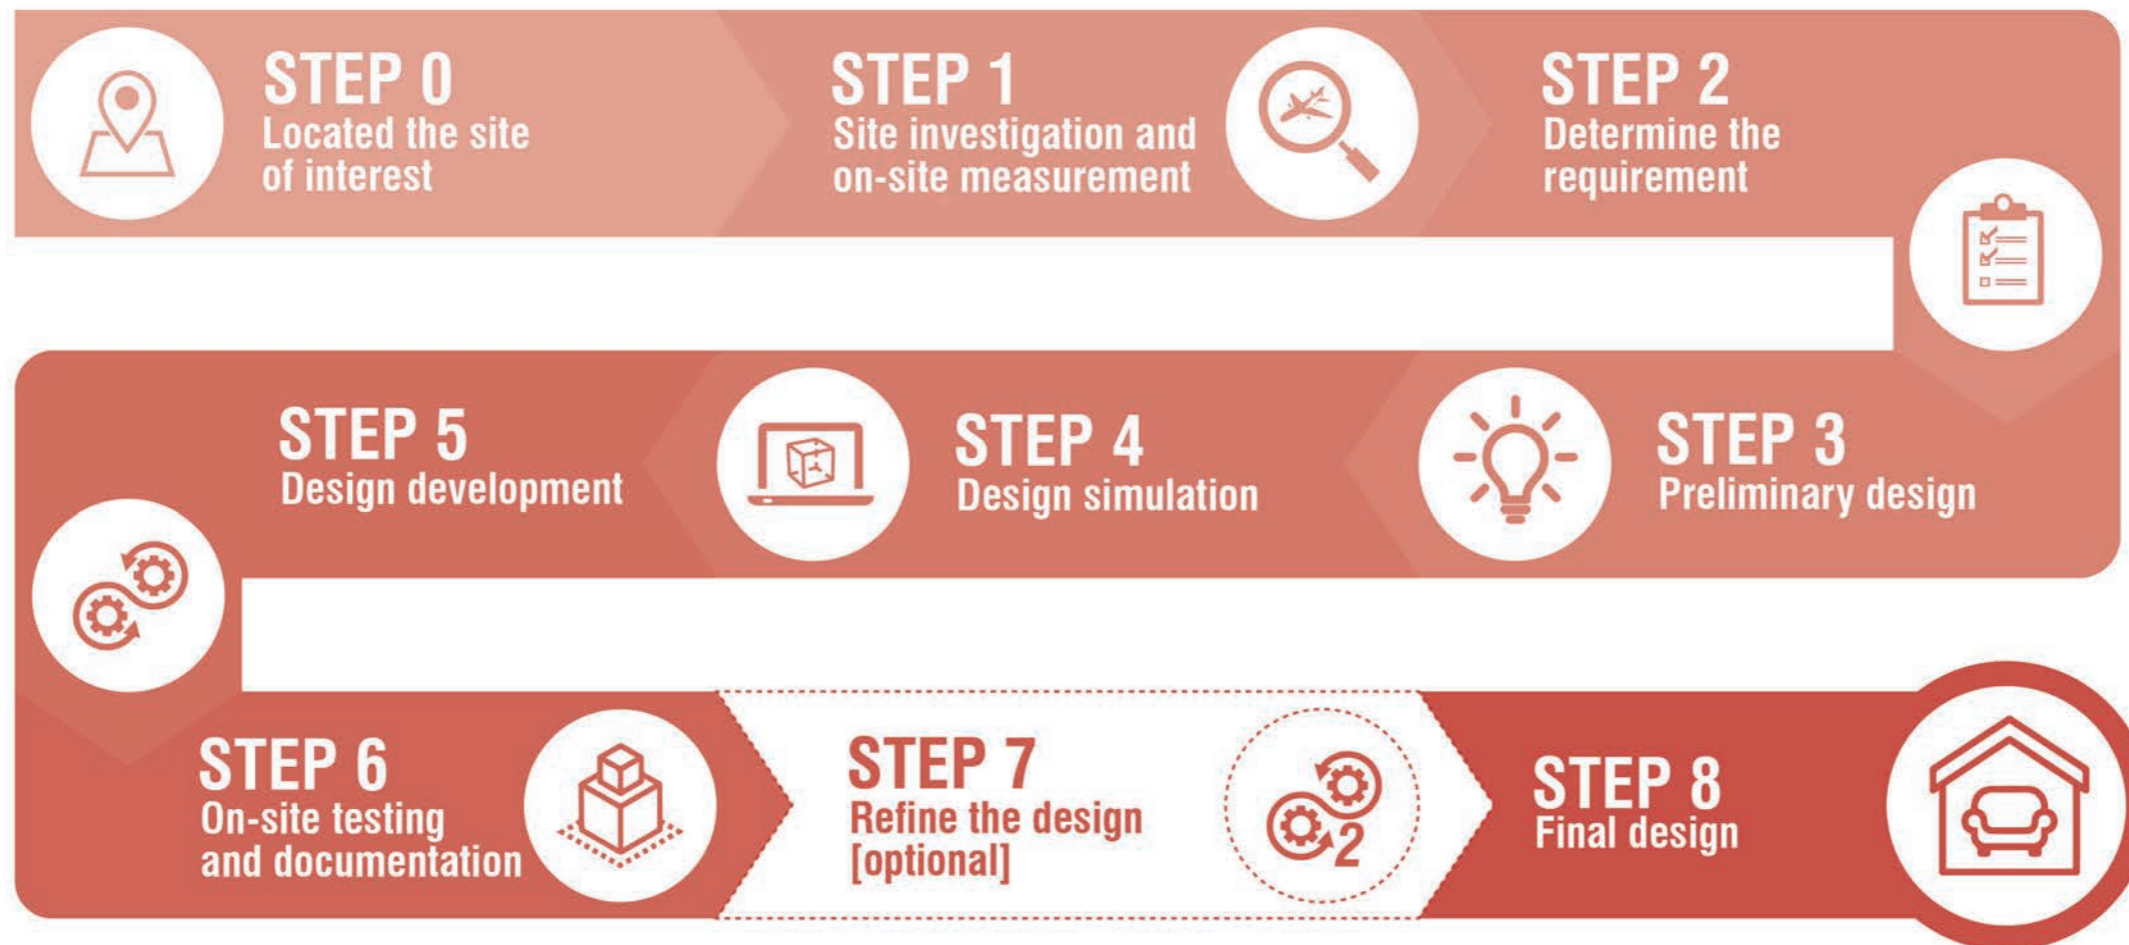 STEP 0
Located the site
of interest
STEP 1
Site investigation and
on-site measurement
STEP 2
Determine the
requirement
STEP 3
Preliminary design
STEP 4
Design simulation
STEP 5
Design development
STEP 6
On-site testing
and documentation
STEP 7
Refine the design
[optional]
2
STEP 8
Final design